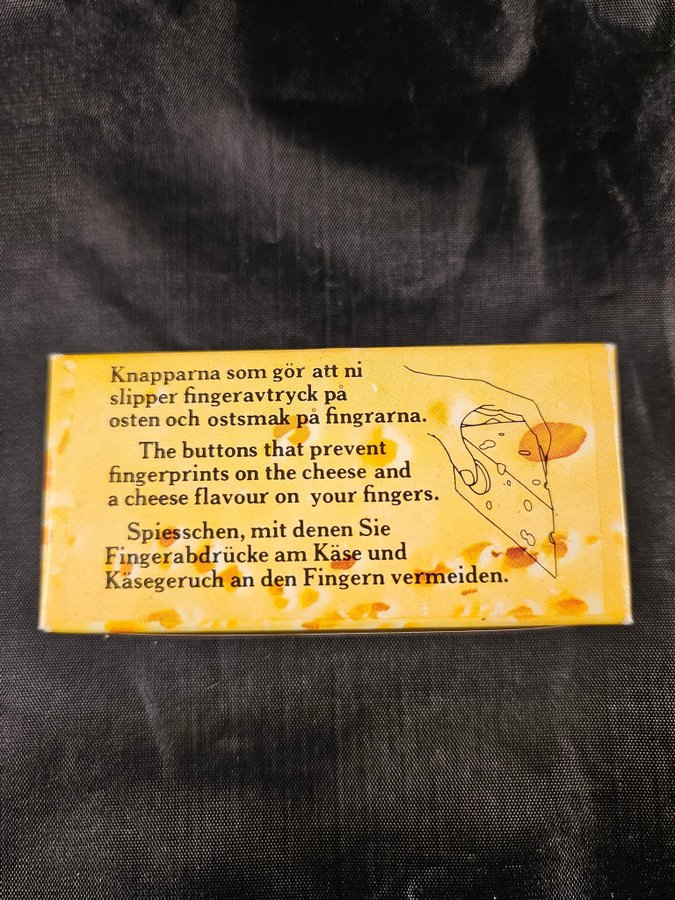 Knapparna som gör att ni
slipper fingeravtryck på
osten och ostsmak på fingrarna.
The buttons that prevent
fingerprints on the cheese and
a cheese flavour on your fingers.
Spiesschen, mit denen Sie
Fingerabdrücke am Käse und
Käsegeruch an den Fingern vermeiden.